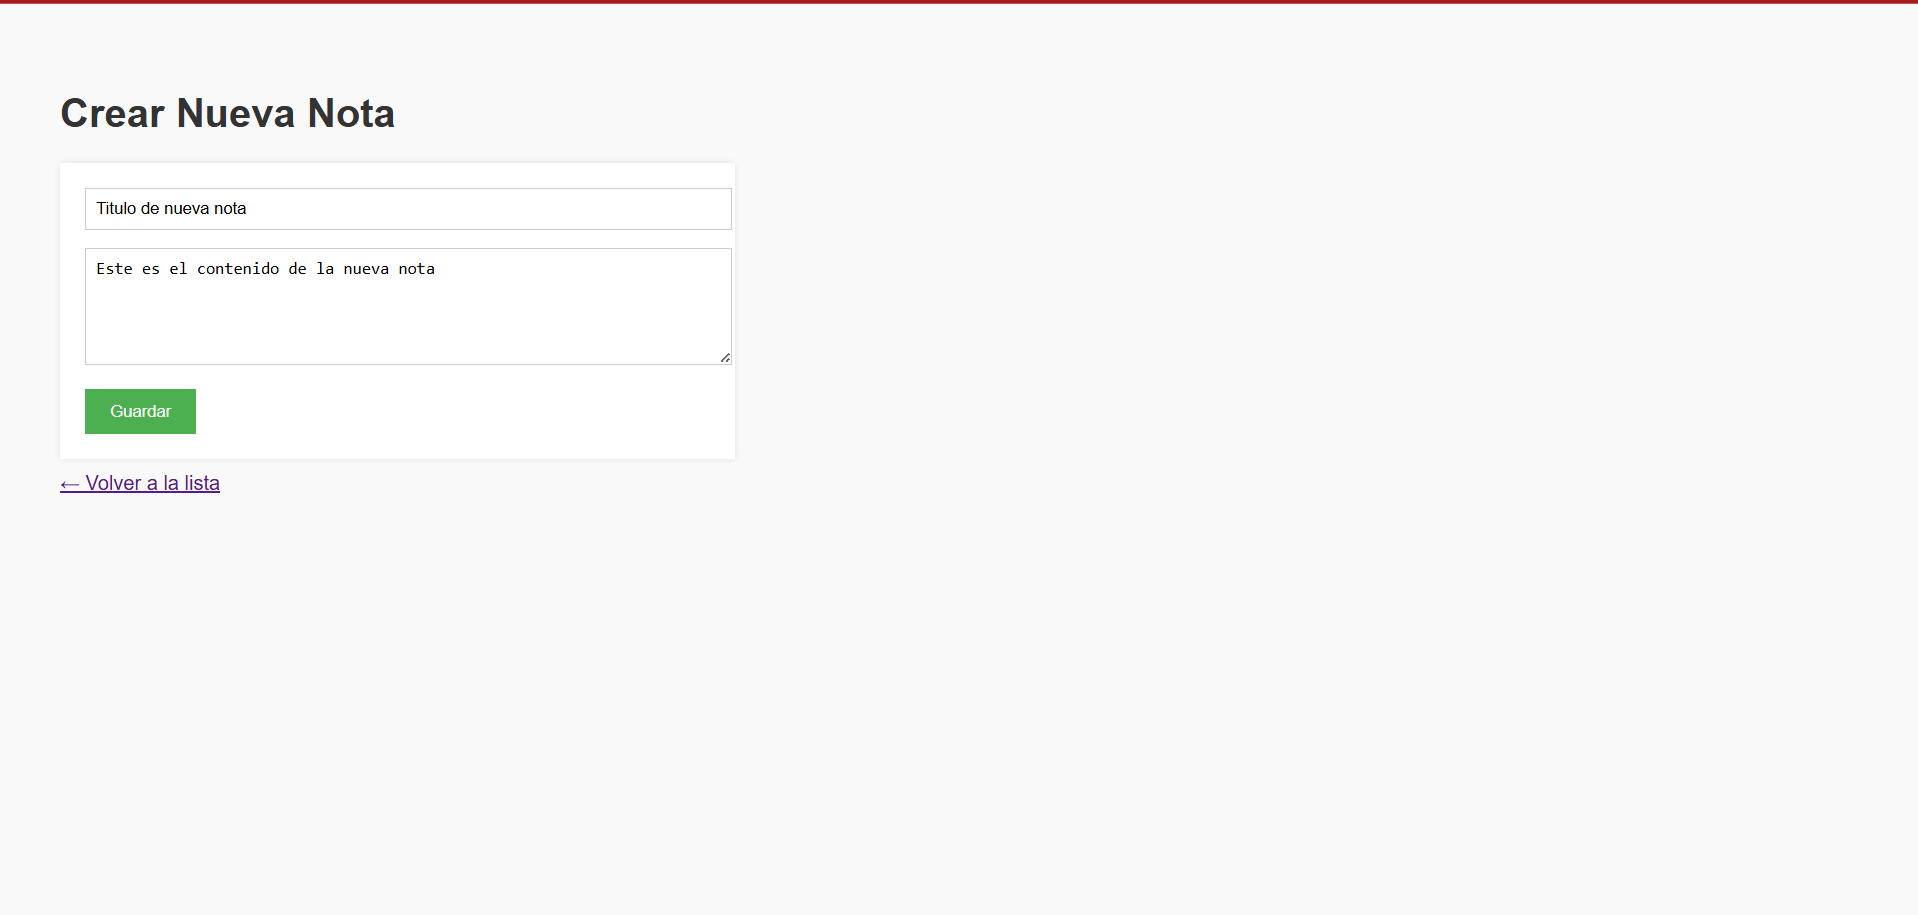 Crear Nueva Nota
Titulo de nueva nota
Este es el contenido de la nueva nota
Guardar
← Volver a la lista